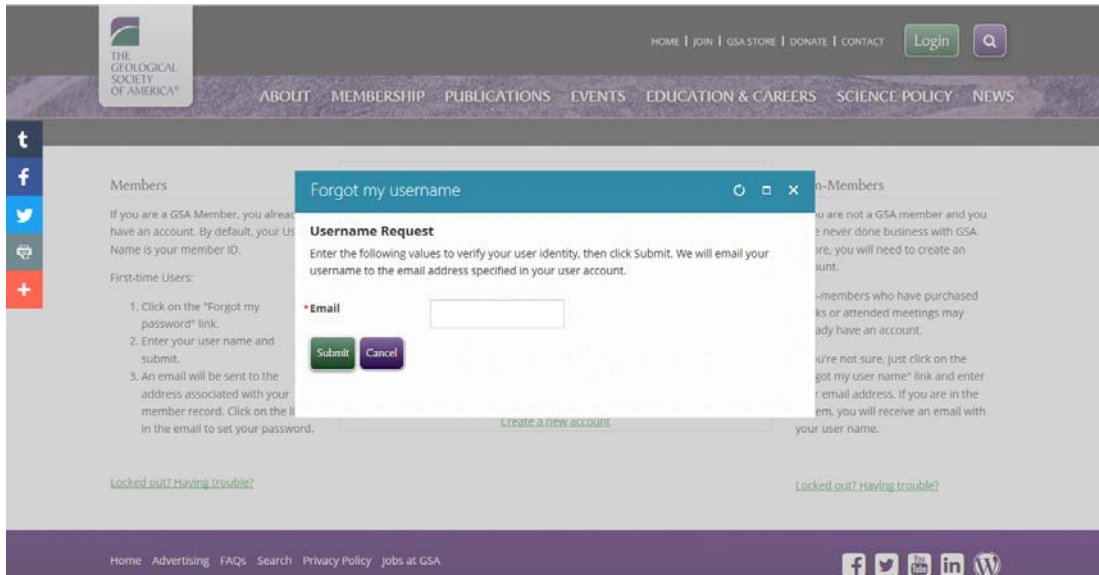 THE
GEOLOGICAL
SOCIETY
OF AMERICA®
HOME | JOIN | GSA STORE | DONATE | CONTACT
Login
ABOUT MEMBERSHIP PUBLICATIONS EVENTS EDUCATION & CAREERS SCIENCE POLICY NEWS
t
f
+
Members
If you are a GSA Member, you alread
have an account. By default, your Us
Name is your member ID.
First-time Users:
1. Click on the "Forgot my
password" link.
2. Enter your user name and
submit.
3. An email will be sent to the
address associated with your
member record. Click on the li
in the email to set your password.
Locked out? Having trouble?
Forgot my username
Username Request
Enter the following values to verify your user identity, then click Submit. We will email your
username to the email address specified in your user account.
*Email
Submit Cancel
Create a new account
n-Members
u are not a GSA member and you
e never done business with GSA
ore, you will need to create an
ount.
-members who have purchased
ks or attended meetings may
ady have an account.
u're not sure, just click on the
got my user name" link and enter
r email address. If you are in the
em, you will receive an email with
your user name.
Locked out? Having trouble?
Home Advertising FAQs Search Privacy Policy Jobs at GSA
f You Tube in W